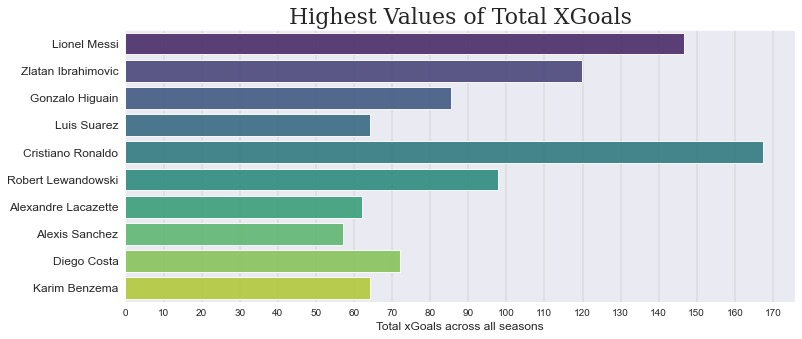 Highest Values of Total XGoals
Lionel Messi
Zlatan Ibrahimovic
Gonzalo Higuain
Luis Suarez
Cristiano Ronaldo
Robert Lewandowski
Alexandre Lacazette
Alexis Sanchez
Diego Costa
Karim Benzema
0 10 20 30 40 50 60 70 80 90 100 110 120 130 140 150 160 170
Total xGoals across all seasons